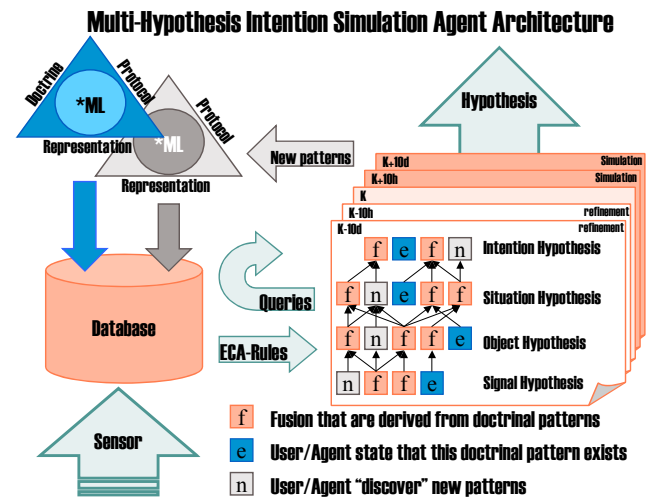 Multi-Hypothesis Intention Simulation Agent Architecture
Doctrine
Protocol
*ML
Representation
Protocol
*ML
Representation
New patterns
Hypothesis
K+10d Simulation
K+10h Simulation
K
K-10h refinement
K-10d refinement
f e f n Intention Hypothesis
f n e f f Situation Hypothesis
f n f f e Object Hypothesis
n f f e Signal Hypothesis
Queries
Database
ECA-Rules
Sensor
f Fusion that are derived from doctrinal patterns
e User/Agent state that this doctrinal pattern exists
n User/Agent “discover” new patterns